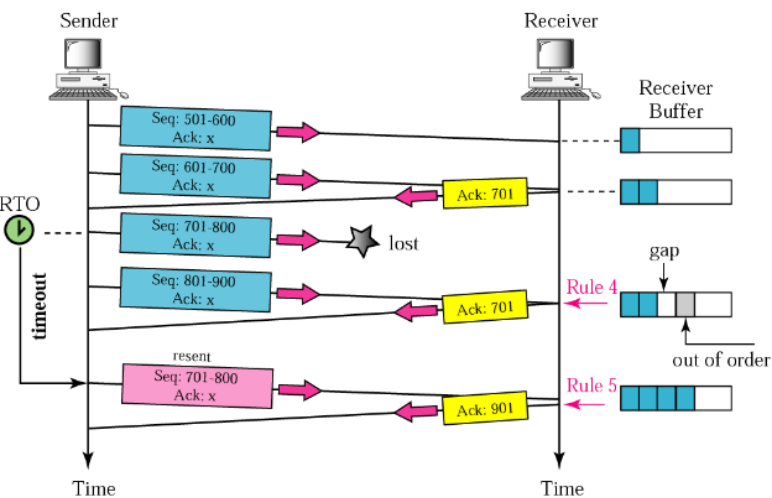 Sender
Receiver
Receiver
Buffer
Seq: 501-600
Ack: x
Seq: 601-700
Ack: x
Ack: 701
RTO
Seq: 701-800
Ack: x
lost
gap
timeout
Seq: 801-900
Ack: x
Ack: 701
Rule 4
out of order
resent
Seq: 701-800
Ack: x
Ack: 901
Rule 5
Time
Time